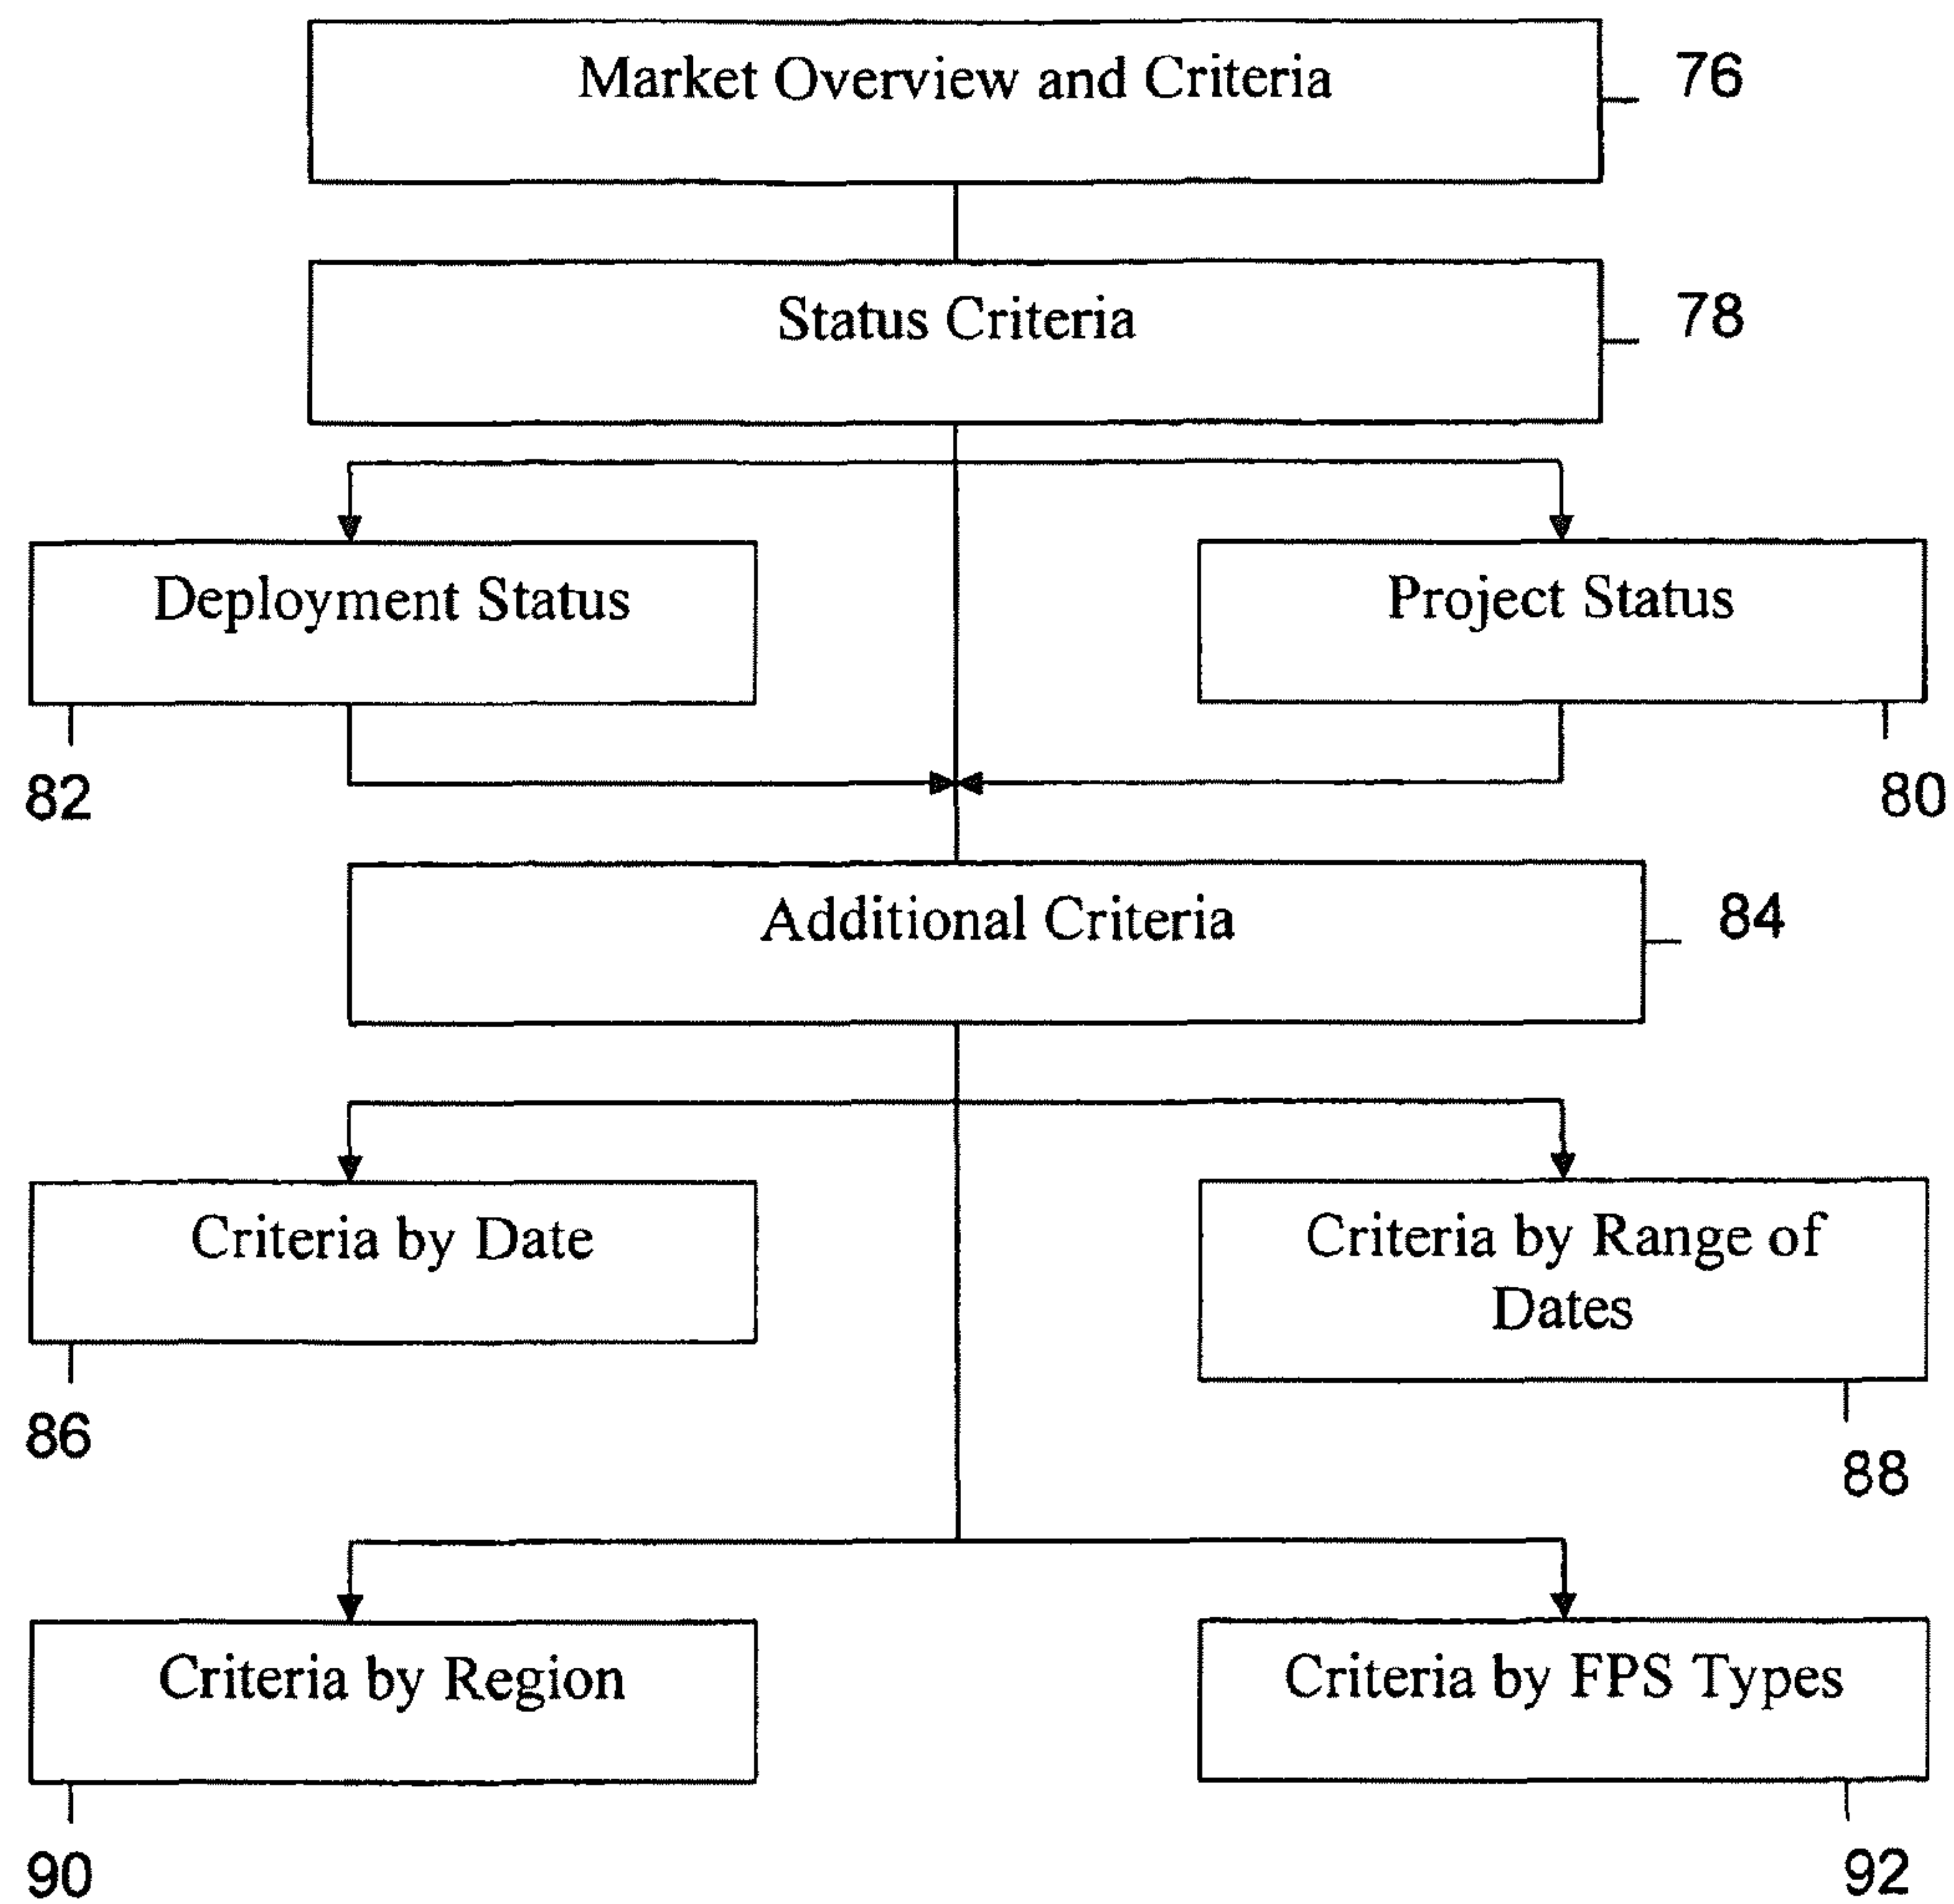 Market Overview and Criteria
76
Status Criteria
78
Deployment Status
Project Status
82
80
Additional Criteria
84
Criteria by Date
Criteria by Range of
Dates
86
88
Criteria by Region
Criteria by FPS Types
90
92